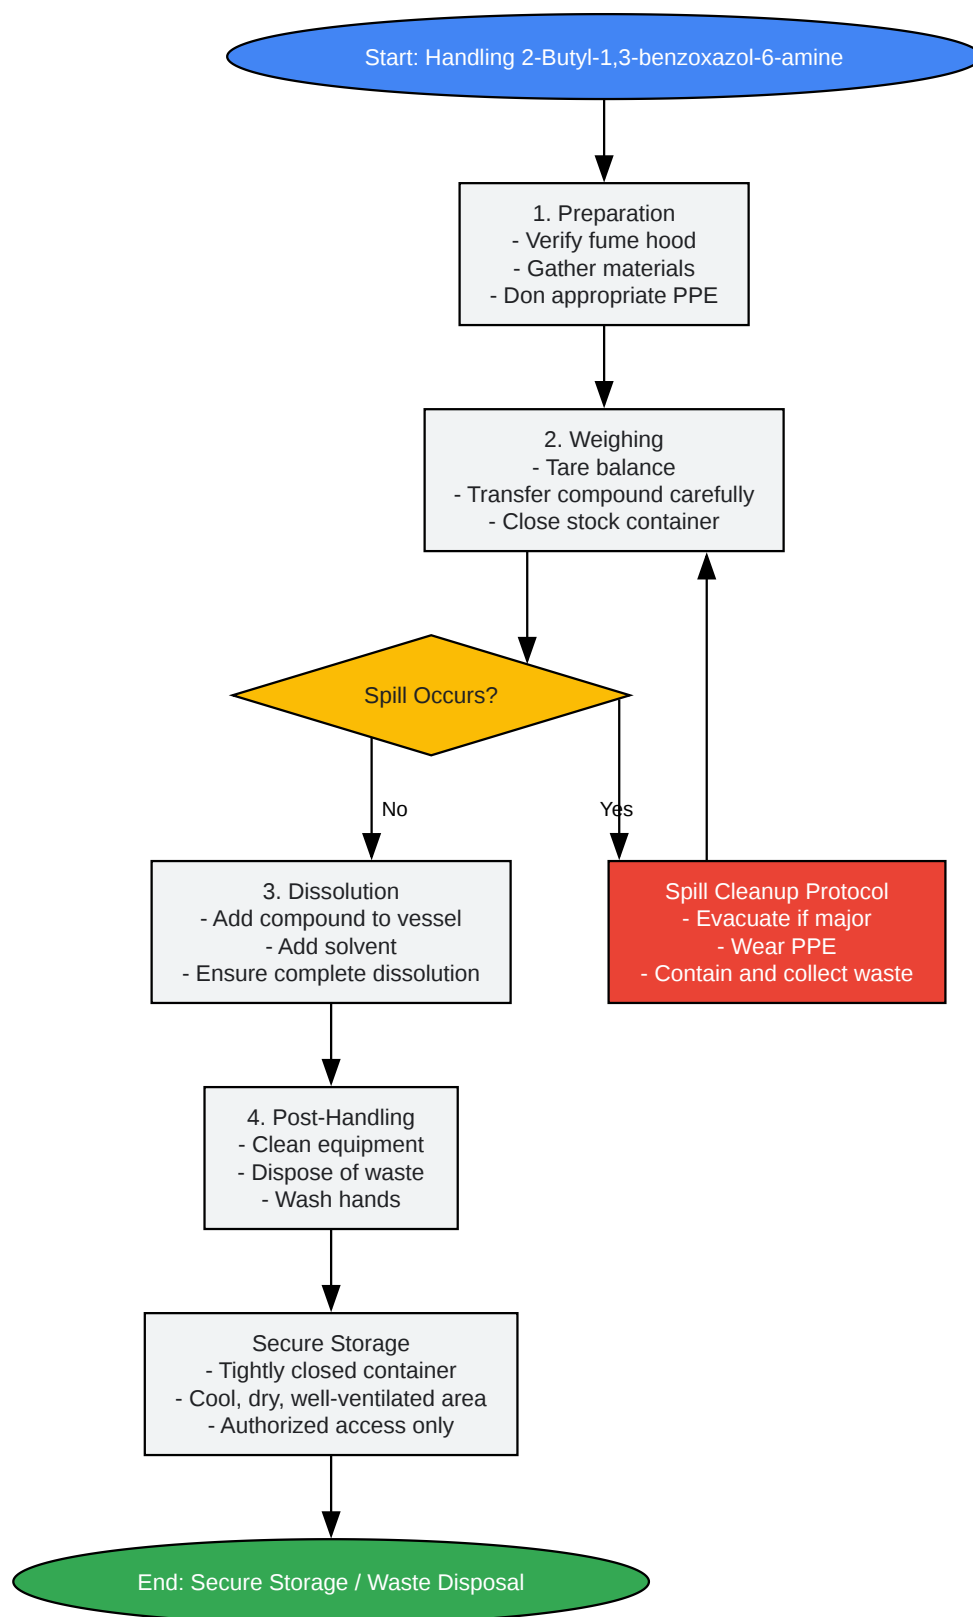 Start: Handling 2-Butyl-1,3-benzoxazol-6-amine
1. Preparation
- Verify fume hood
- Gather materials
- Don appropriate PPE
2. Weighing
- Tare balance
- Transfer compound carefully
- Close stock container
Spill Occurs?
No
Yes
3. Dissolution
- Add compound to vessel
- Add solvent
- Ensure complete dissolution
Spill Cleanup Protocol
- Evacuate if major
- Wear PPE
- Contain and collect waste
4. Post-Handling
- Clean equipment
- Dispose of waste
- Wash hands
Secure Storage
- Tightly closed container
- Cool, dry, well-ventilated area
- Authorized access only
End: Secure Storage / Waste Disposal